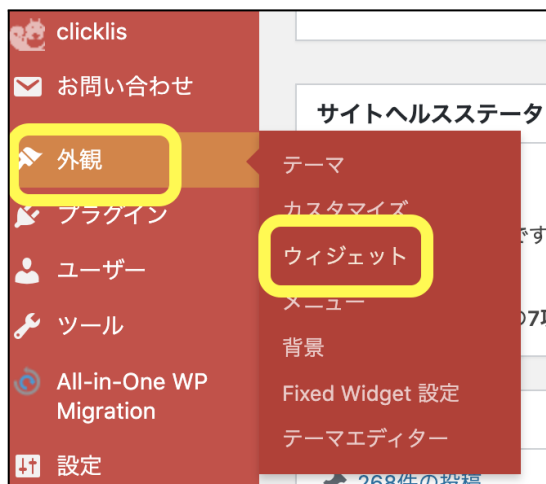 clicklis
お問い合わせ
外観
プラグイン
ユーザー
ツール
All-in-One WP
Migration
設定
テーマ
カスタマイズ
ウィジェット
メニュー
背景
Fixed Widget 設定
テーマエディター
サイトヘルスステータ
です
7項
268件の投稿